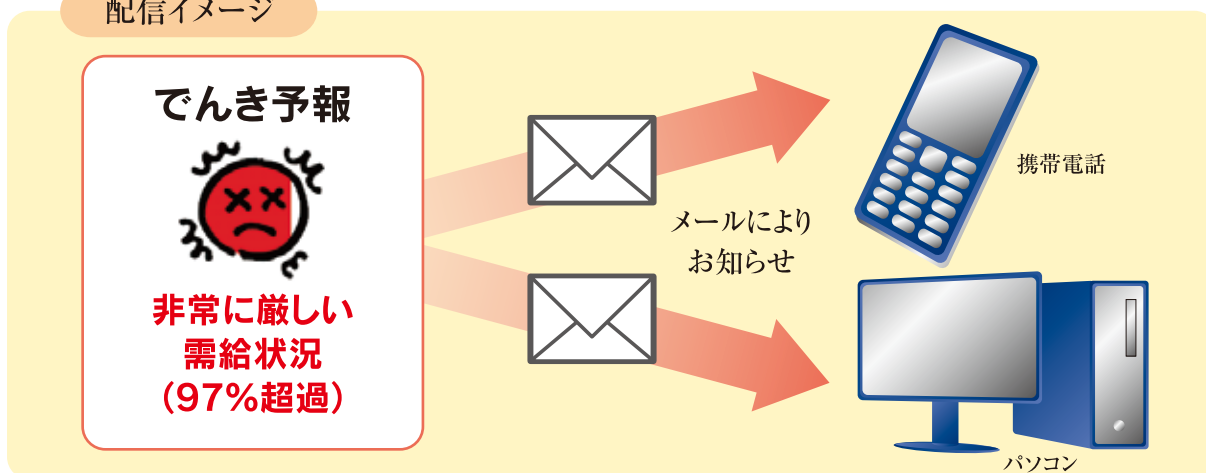 配信イメージ
でんき予報
非常に厳しい
需給状況
(97%超過)
メールにより
お知らせ
携帯電話
パソコン